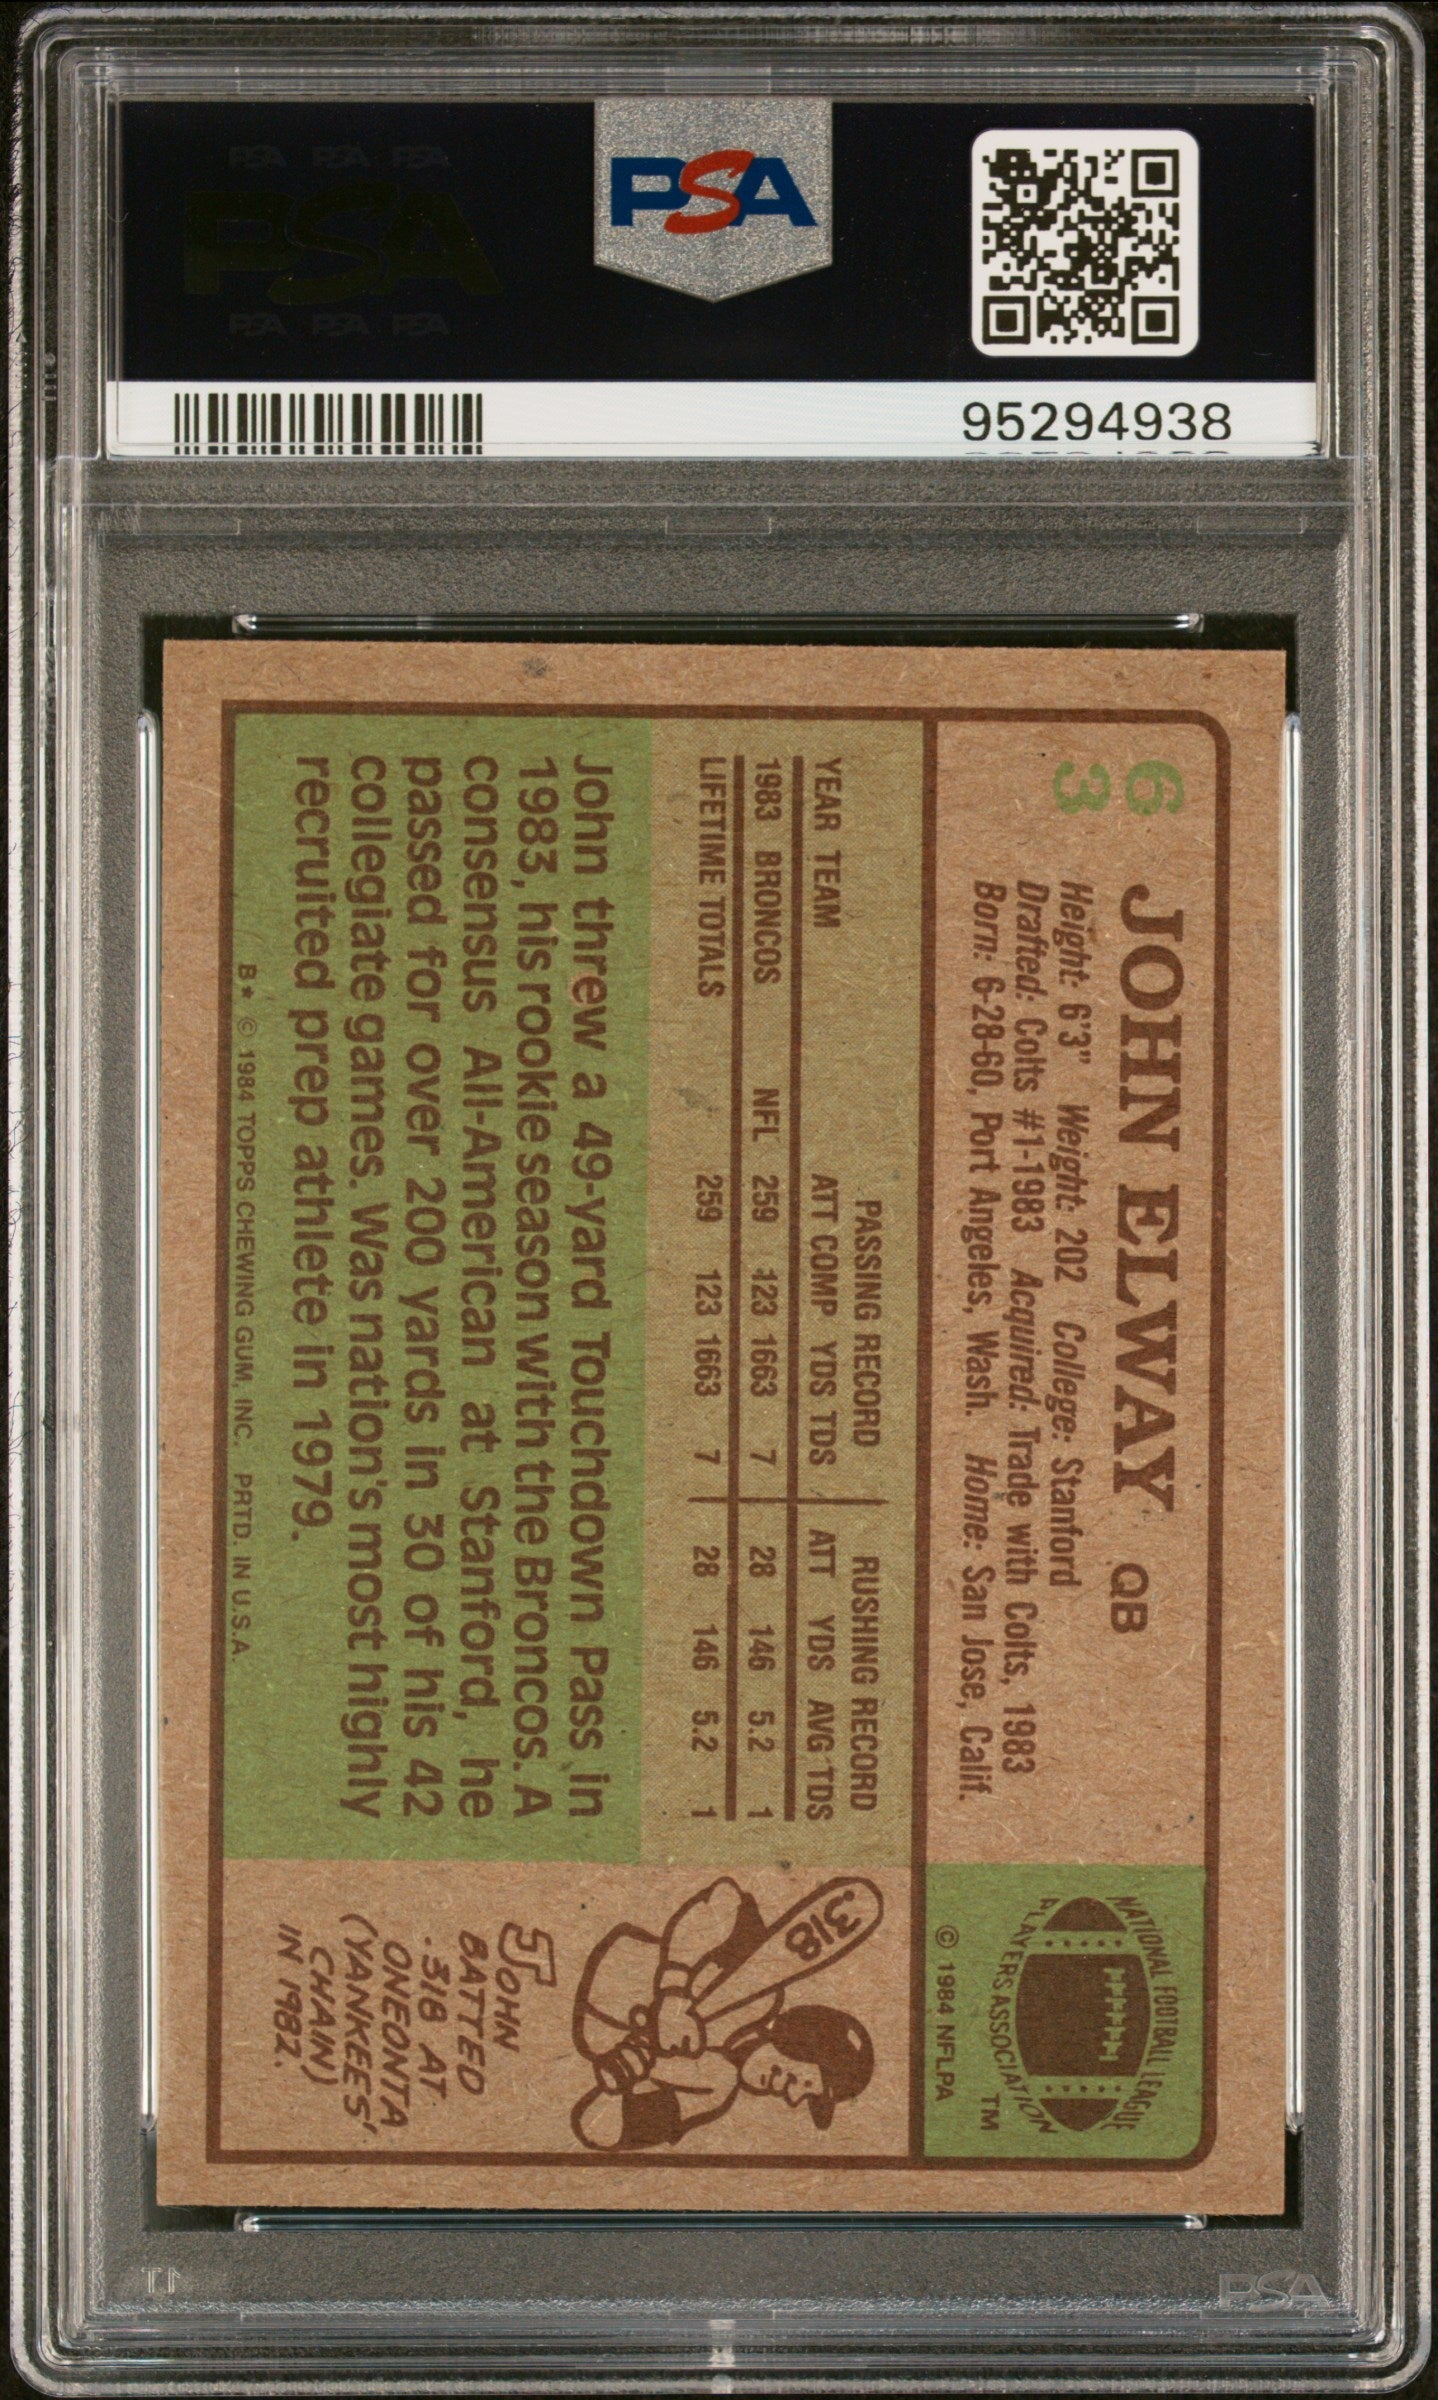 PSA PSA PSA
PSA
PSA PSA PSA
PSA
95294938
63
JOHN ELWAY QB
Height: 6'3" Weight: 202 College: Stanford
Drafted: Colts #1-1983 Acquired: Trade with Colts, 1983
Born: 6-28-60, Port Angeles, Wash. Home: San Jose, Calif.
NATIONAL FOOTBALL LEAGUE
PLAYERS ASSOCIATION TM
© 1984 NFLPA
PASSING RECORD RUSHING RECORD
YEAR TEAM ATT COMP YDS TDS ATT YDS AVG TDS
1983 BRONCOS NFL 259 123 1663 7 28 146 5.2 1
LIFETIME TOTALS 259 123 1663 7 28 146 5.2 1
John threw a 49-yard Touchdown Pass in
1983, his rookie season with the Broncos. A
consensus All-American at Stanford, he
passed for over 200 yards in 30 of his 42
collegiate games. Was nation's most highly
recruited prep athlete in 1979.
B* © 1984 TOPPS CHEWING GUM, INC. PRTD. IN U.S.A.
.318
JOHN
BATTED
.318 AT
ONEONTA
(YANKEES'
CHAIN)
IN 1982.
PSA